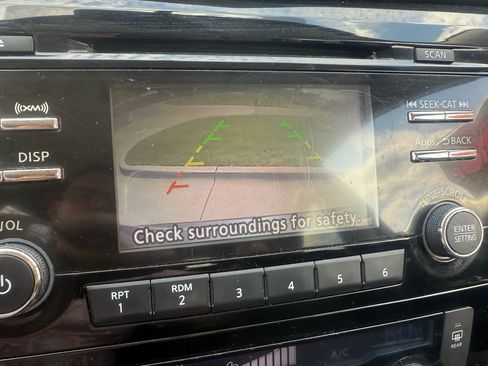 SCAN
((XM))
SEEK·CAT
DISP
Apps
BACK
VOL
TUNE·SCROLL
ENTER
SETTING
Check surroundings for safety.
RPT
1
RDM
2
3
4
5
6
A/C
REAR